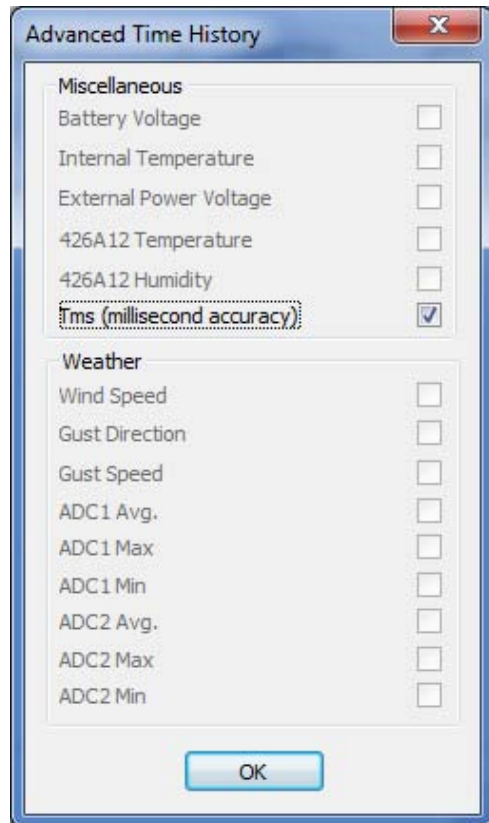 Advanced Time History
Miscellaneous
Battery Voltage
Internal Temperature
External Power Voltage
426A12 Temperature
426A12 Humidity
Tms (millisecond accuracy)
Weather
Wind Speed
Gust Direction
Gust Speed
ADC1 Avg.
ADC1 Max
ADC1 Min
ADC2 Avg.
ADC2 Max
ADC2 Min
OK